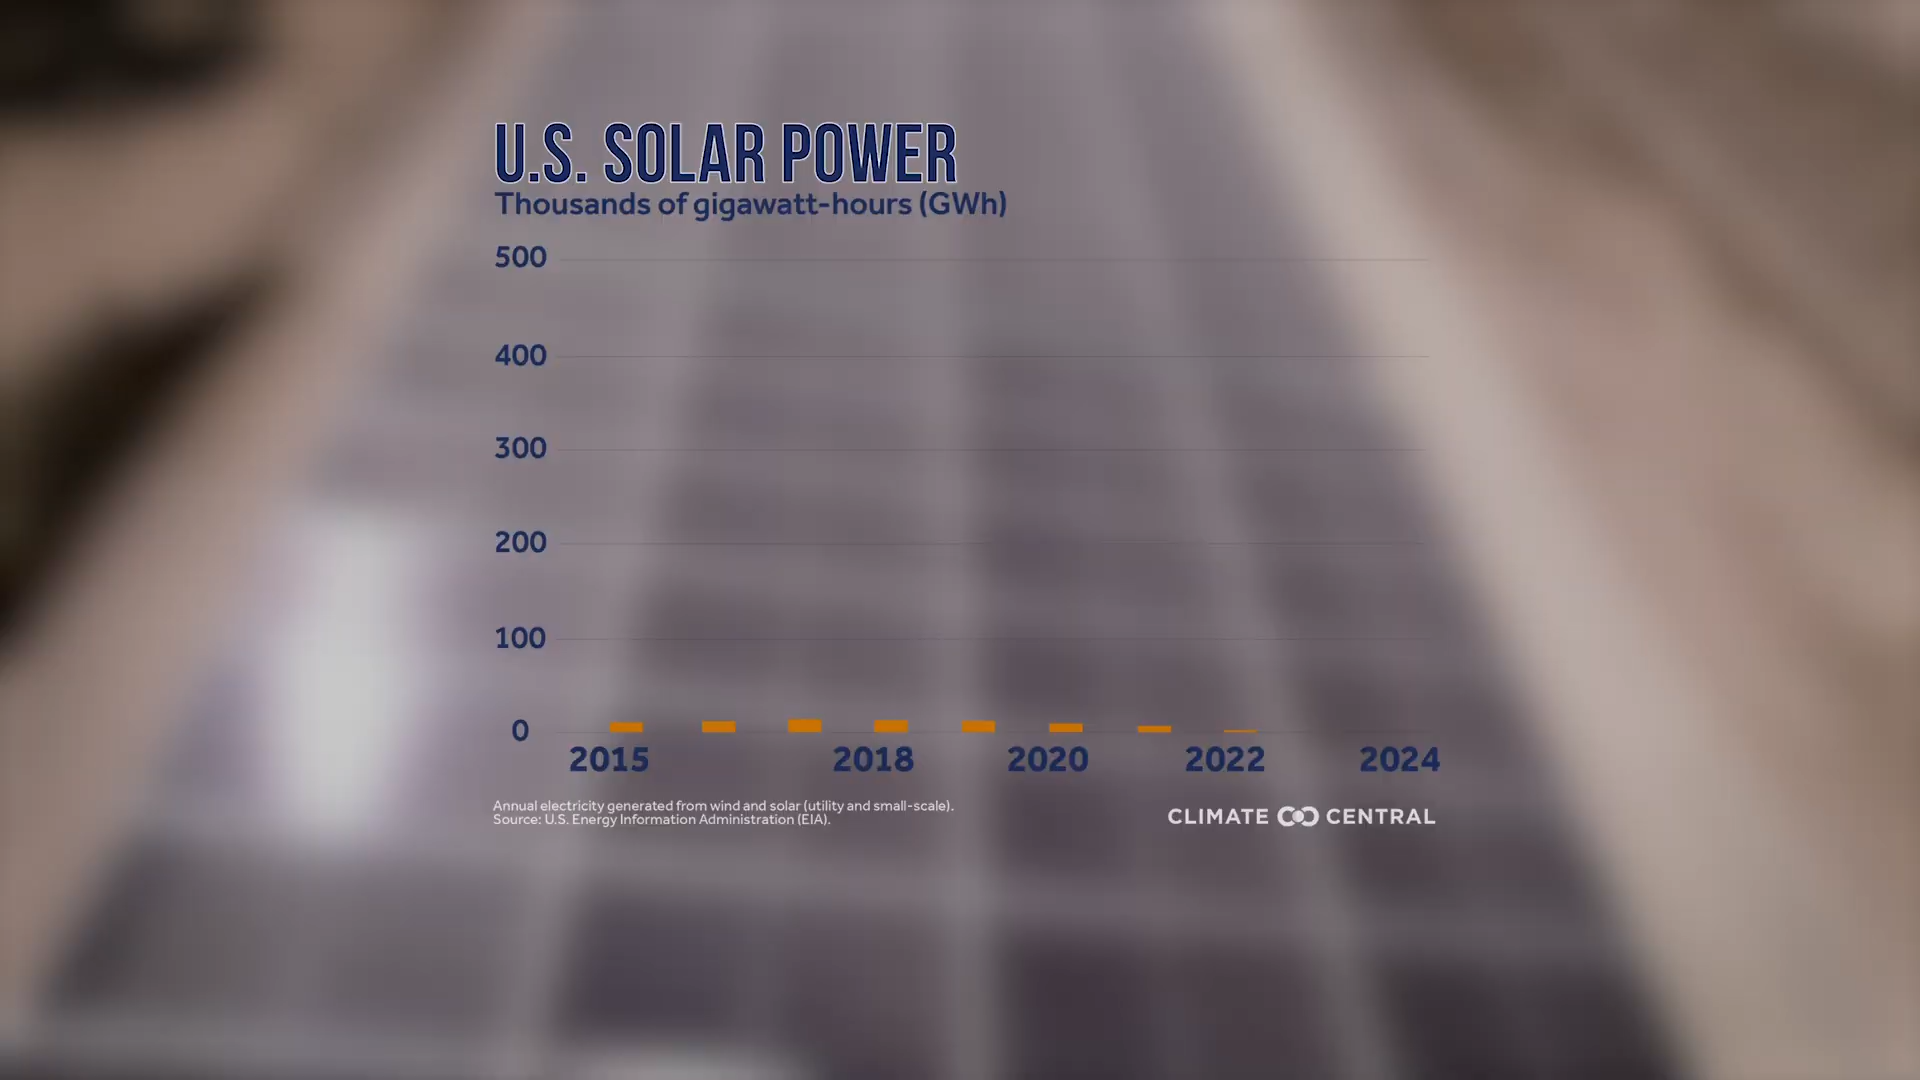 U.S. SOLAR POWER
Thousands of gigawatt-hours (GWh)
500
400
300
200
100
0
2015 2018 2020 2022 2024
Annual electricity generated from wind and solar (utility and small-scale).
Source: U.S. Energy Information Administration (EIA).
CLIMATE CENTRAL